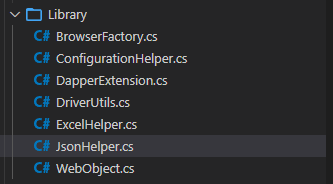 Library
C# BrowserFactory.cs
C# ConfigurationHelper.cs
C# DapperExtension.cs
C# DriverUtils.cs
C# ExcelHelper.cs
C# JsonHelper.cs
C# WebObject.cs